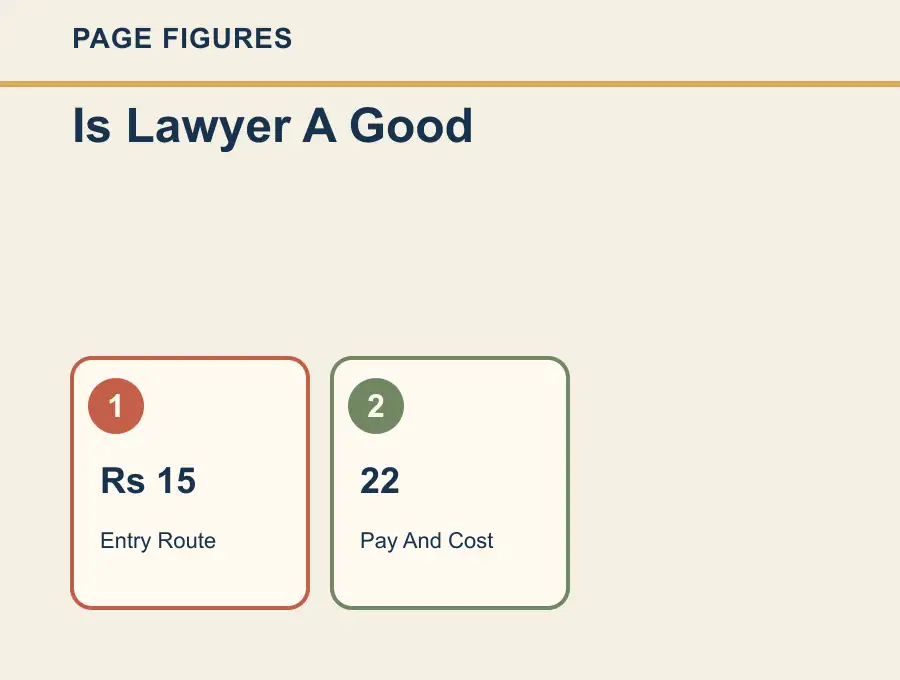 PAGE FIGURES
Is Lawyer A Good
1
Rs 15
Entry Route
2
22
Pay And Cost